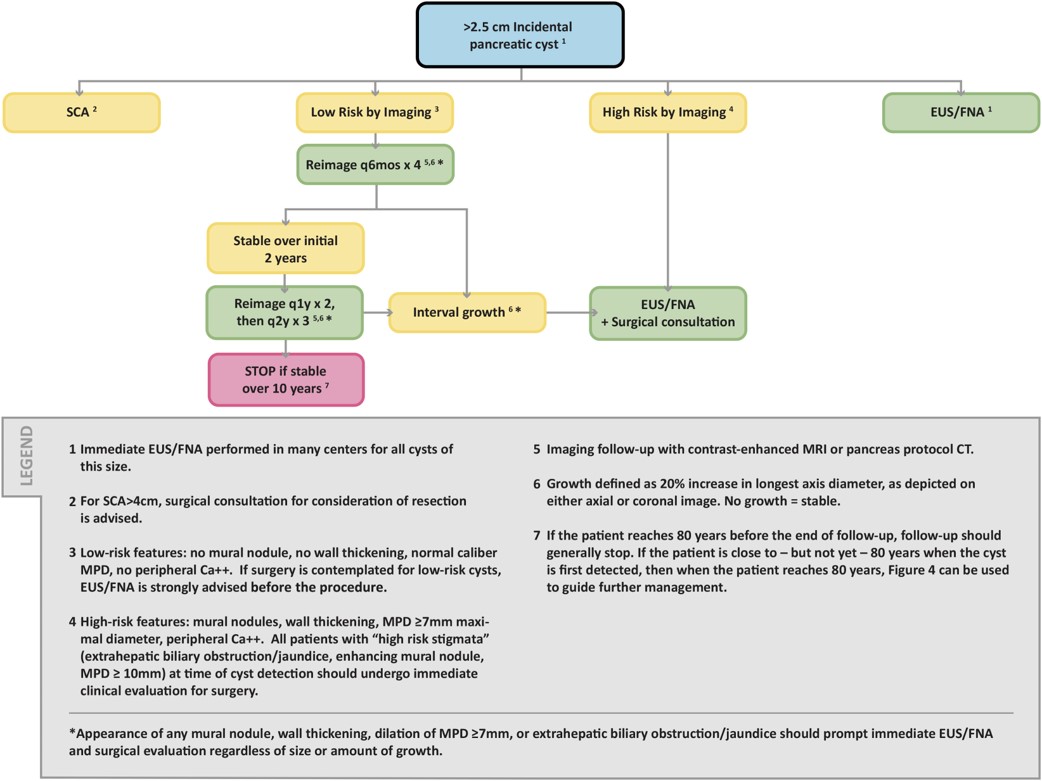 >2.5 cm Incidental
pancreatic cyst 1
SCA 2
Low Risk by Imaging 3
High Risk by Imaging 4
EUS/FNA 1
Reimage q6mos x 4 5,6 *
Stable over initial
2 years
Reimage q1y x 2,
then q2y x 3 5,6 *
Interval growth 6 *
EUS/FNA
+ Surgical consultation
STOP if stable
over 10 years 7
LEGEND
1 Immediate EUS/FNA performed in many centers for all cysts of
this size.
2 For SCA>4cm, surgical consultation for consideration of resection
is advised.
3 Low-risk features: no mural nodule, no wall thickening, normal caliber
MPD, no peripheral Ca++. If surgery is contemplated for low-risk cysts,
EUS/FNA is strongly advised before the procedure.
4 High-risk features: mural nodules, wall thickening, MPD ≥7mm maxi-
mal diameter, peripheral Ca++. All patients with “high risk stigmata”
(extrahepatic biliary obstruction/jaundice, enhancing mural nodule,
MPD ≥ 10mm) at time of cyst detection should undergo immediate
clinical evaluation for surgery.
5 Imaging follow-up with contrast-enhanced MRI or pancreas protocol CT.
6 Growth defined as 20% increase in longest axis diameter, as depicted on
either axial or coronal image. No growth = stable.
7 If the patient reaches 80 years before the end of follow-up, follow-up should
generally stop. If the patient is close to – but not yet – 80 years when the cyst
is first detected, then when the patient reaches 80 years, Figure 4 can be used
to guide further management.
*Appearance of any mural nodule, wall thickening, dilation of MPD ≥7mm, or extrahepatic biliary obstruction/jaundice should prompt immediate EUS/FNA
and surgical evaluation regardless of size or amount of growth.